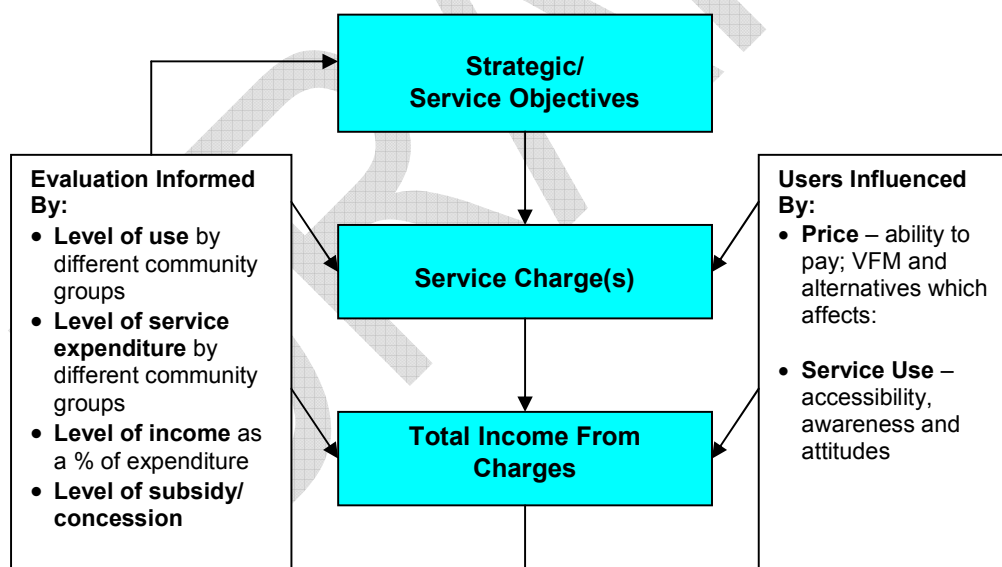 Strategic/
Service Objectives
Evaluation Informed
By:
• Level of use by
different community
groups
• Level of service
expenditure by
different community
groups
• Level of income as
a % of expenditure
• Level of subsidy/
concession
Service Charge(s)
Total Income From
Charges
Users Influenced
By:
• Price – ability to
pay; VFM and
alternatives which
affects:
• Service Use –
accessibility,
awareness and
attitudes